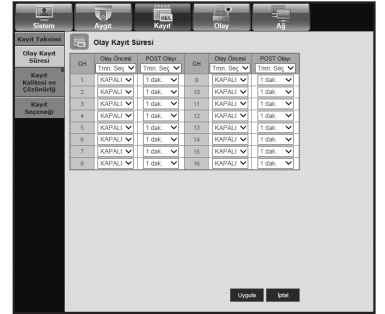 Sistem Aygıt Kayıt Olay Ağ
REC
Kayıt Takvimi
Olay Kayıt
Süresi
Kayıt
Kalitesi ve
Çözünürlüğ
Kayıt
Seçeneği
Olay Kayıt Süresi
CH Olay Öncesi POST Olayı CH Olay Öncesi POST Olayı
Tmn. Seç Tmn. Seç Tmn. Seç Tmn. Seç
1 KAPALI 1 dak. 9 KAPALI 1 dak.
2 KAPALI 1 dak. 10 KAPALI 1 dak.
3 KAPALI 1 dak. 11 KAPALI 1 dak.
4 KAPALI 1 dak. 12 KAPALI 1 dak.
5 KAPALI 1 dak. 13 KAPALI 1 dak.
6 KAPALI 1 dak. 14 KAPALI 1 dak.
7 KAPALI 1 dak. 15 KAPALI 1 dak.
8 KAPALI 1 dak. 16 KAPALI 1 dak.
Uygula İptal